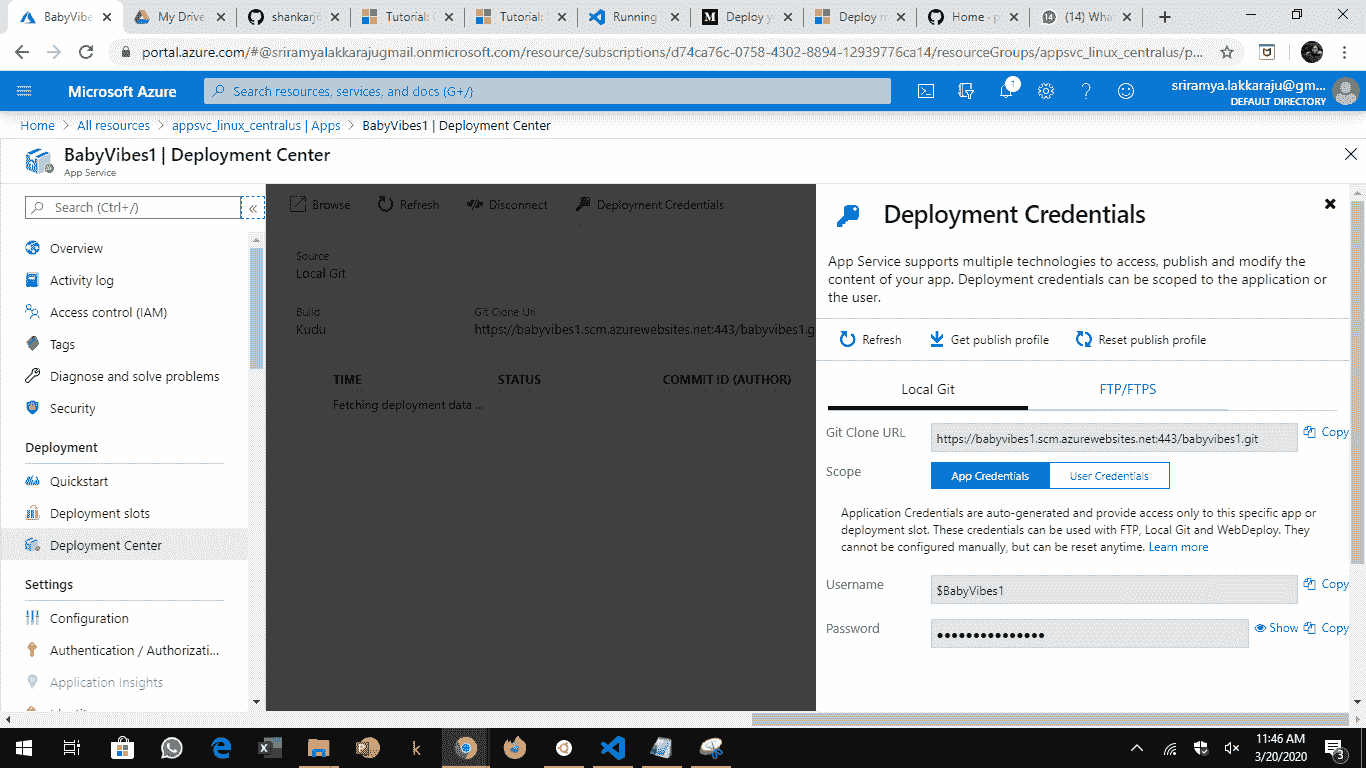 BabyVibe
My Drive
shankarj6
Tutorial:
Tutorial:
Running
Deploy y
Deploy m
Home - p
14 (14) Wha
portal.azure.com/#@sriramyalakkarajugmail.onmicrosoft.com/resource/subscriptions/d74ca76c-0758-4302-8894-12939776ca14/resourceGroups/appsvc_linux_centralus/p...
Microsoft Azure
Search resources, services, and docs (G+/)
1
sriramya.lakkaraju@gm...
DEFAULT DIRECTORY
Home > All resources > appsvc_linux_centralus | Apps > BabyVibes1 | Deployment Center
BabyVibes1 | Deployment Center
App Service
Search (Ctrl+/)
«
Overview
Activity log
Access control (IAM)
Tags
Diagnose and solve problems
Security
Deployment
Quickstart
Deployment slots
Deployment Center
Settings
Configuration
Authentication / Authorizati...
Application Insights
Browse
Refresh
Disconnect
Deployment Credentials
Source
Local Git
Build
Git Clone Url
Kudu
https://babyvibes1.scm.azurewebsites.net:443/babyvibes1.g
TIME STATUS COMMIT ID (AUTHOR)
Fetching deployment data ...
Deployment Credentials
App Service supports multiple technologies to access, publish and modify the
content of your app. Deployment credentials can be scoped to the application or
the user.
Refresh
Get publish profile
Reset publish profile
Local Git
FTP/FTPS
Git Clone URL
https://babyvibes1.scm.azurewebsites.net:443/babyvibes1.git
Copy
Scope
App Credentials
User Credentials
Application Credentials are auto-generated and provide access only to this specific app or
deployment slot. These credentials can be used with FTP, Local Git and WebDeploy. They
cannot be configured manually, but can be reset anytime. Learn more
Username
$BabyVibes1
Copy
Password
Show
Copy
11:46 AM
3/20/2020
3